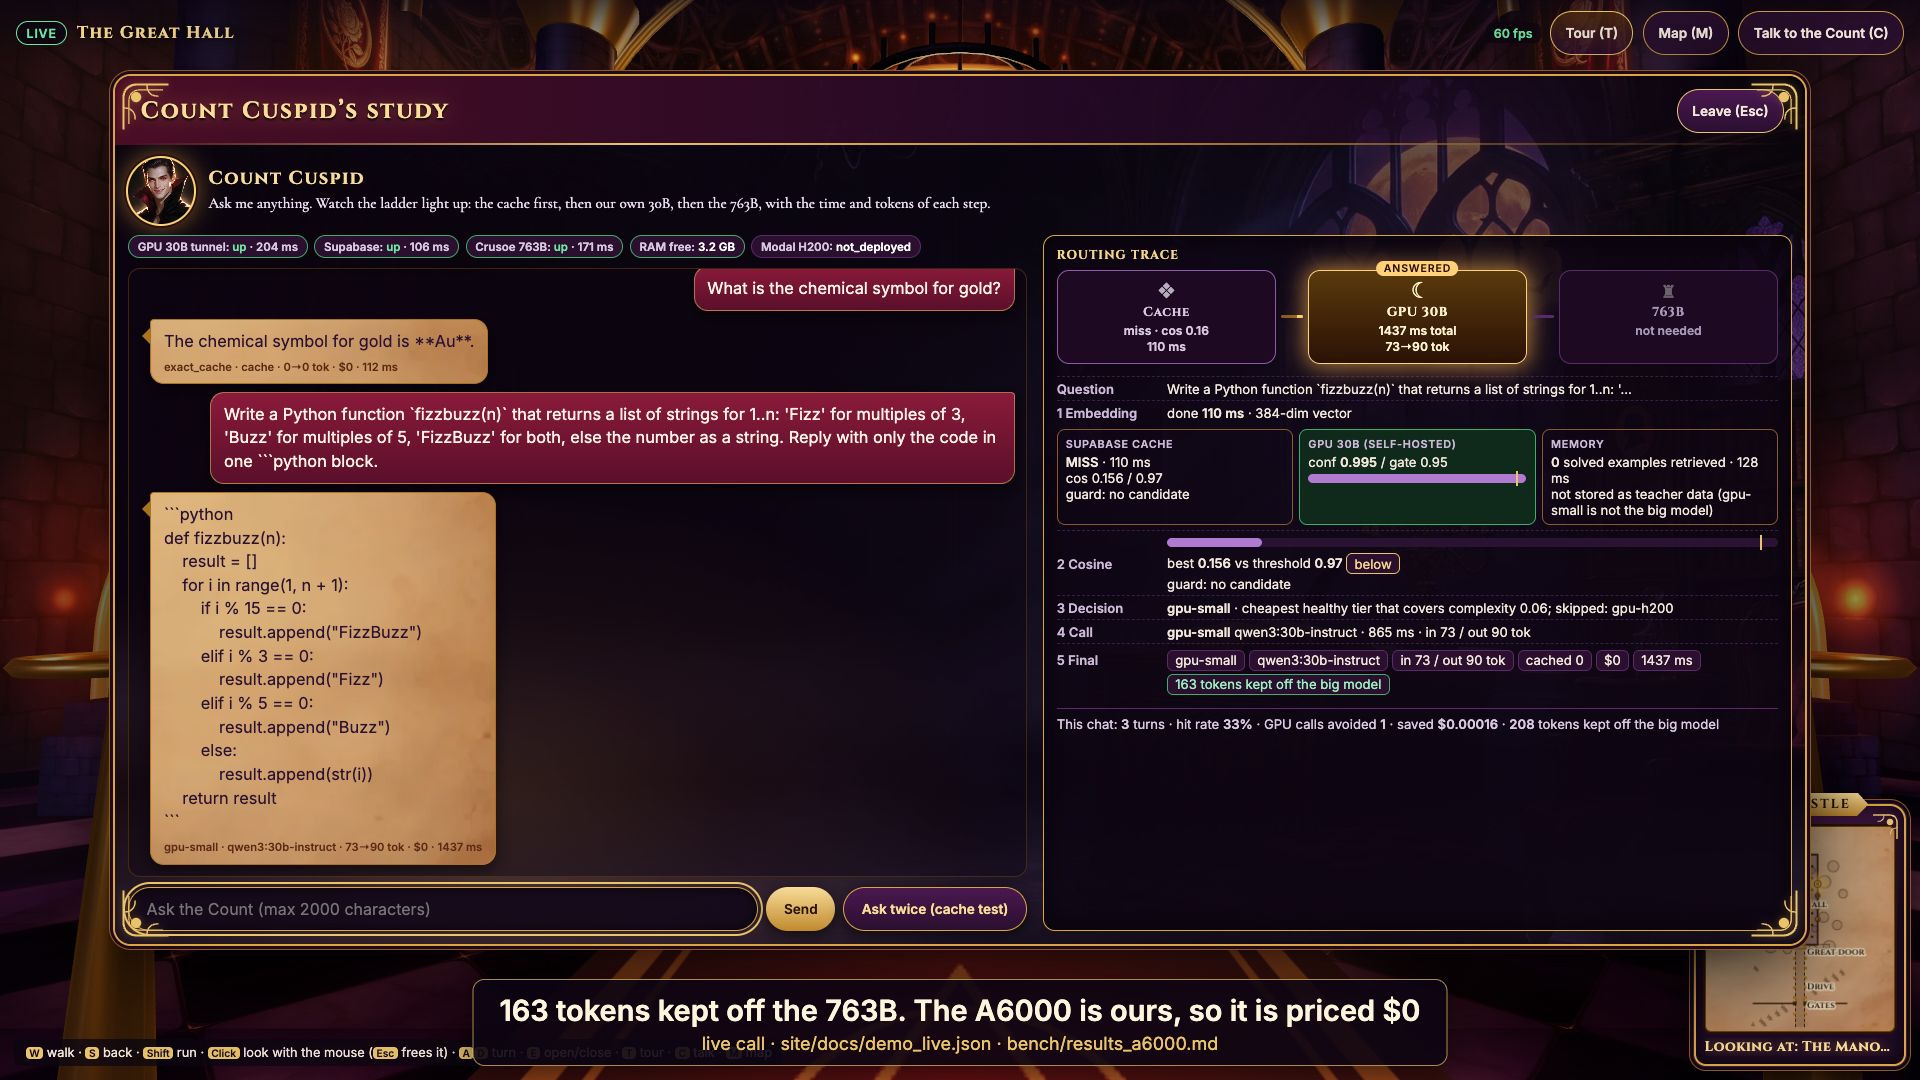 LIVE THE GREAT HALL
60 fps
Tour (T)
Map (M)
Talk to the Count (C)
COUNT CUSPID'S STUDY
Leave (Esc)
COUNT CUSPID
Ask me anything. Watch the ladder light up: the cache first, then our own 30B, then the 763B, with the time and tokens of each step.
GPU 30B tunnel: up · 204 ms
Supabase: up · 106 ms
Crusoe 763B: up · 171 ms
RAM free: 3.2 GB
Modal H200: not_deployed
What is the chemical symbol for gold?
The chemical symbol for gold is **Au**.
exact_cache · cache · 0→0 tok · $0 · 112 ms
Write a Python function `fizzbuzz(n)` that returns a list of strings for 1..n: 'Fizz' for multiples of 3,
'Buzz' for multiples of 5, 'FizzBuzz' for both, else the number as a string. Reply with only the code in
one ```python block.
```python
def fizzbuzz(n):
    result = []
    for i in range(1, n + 1):
        if i % 15 == 0:
            result.append("FizzBuzz")
        elif i % 3 == 0:
            result.append("Fizz")
        elif i % 5 == 0:
            result.append("Buzz")
        else:
            result.append(str(i))
    return result
```
gpu-small · qwen3:30b-instruct · 73→90 tok · $0 · 1437 ms
Ask the Count (max 2000 characters)
Send
Ask twice (cache test)
ROUTING TRACE
CACHE
miss · cos 0.16
110 ms
ANSWERED
GPU 30B
1437 ms total
73→90 tok
763B
not needed
Question Write a Python function `fizzbuzz(n)` that returns a list of strings for 1..n: '...
1 Embedding done 110 ms · 384-dim vector
SUPABASE CACHE
MISS · 110 ms
cos 0.156 / 0.97
guard: no candidate
GPU 30B (SELF-HOSTED)
conf 0.995 / gate 0.95
MEMORY
0 solved examples retrieved · 128
ms
not stored as teacher data (gpu-
small is not the big model)
2 Cosine best 0.156 vs threshold 0.97 below
guard: no candidate
3 Decision gpu-small · cheapest healthy tier that covers complexity 0.06; skipped: gpu-h200
4 Call gpu-small qwen3:30b-instruct · 865 ms · in 73 / out 90 tok
5 Final gpu-small qwen3:30b-instruct in 73 / out 90 tok cached 0 $0 1437 ms
163 tokens kept off the big model
This chat: 3 turns · hit rate 33% · GPU calls avoided 1 · saved $0.00016 · 208 tokens kept off the big model
STLE
ALL
GREAT DOOR
DRIVE
GATES
LOOKING AT: THE MANO...
163 tokens kept off the 763B. The A6000 is ours, so it is priced $0
live call · site/docs/demo_live.json · bench/results_a6000.md
W walk · S back · Shift run · Click look with the mouse (Esc frees it) · A D turn · E open/close · T tour · C talk · M map